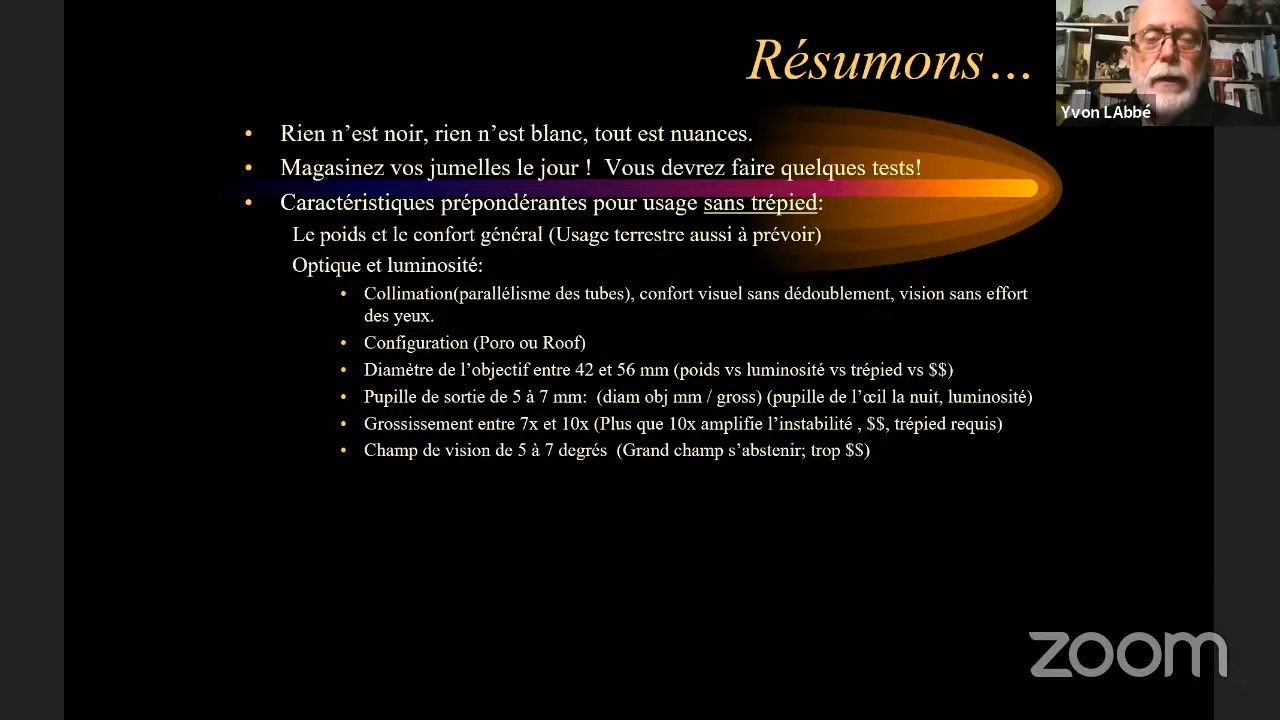 Résumons…
Yvon LAbbé
• Rien n’est noir, rien n’est blanc, tout est nuances.
• Magasinez vos jumelles le jour !  Vous devrez faire quelques tests!
• Caractéristiques prépondérantes pour usage sans trépied:
Le poids et le confort général (Usage terrestre aussi à prévoir)
Optique et luminosité:
• Collimation(parallélisme des tubes), confort visuel sans dédoublement, vision sans effort
des yeux.
• Configuration (Poro ou Roof)
• Diamètre de l’objectif entre 42 et 56 mm (poids vs luminosité vs trépied vs $$)
• Pupille de sortie de 5 à 7 mm:  (diam obj mm / gross) (pupille de l’œil la nuit, luminosité)
• Grossissement entre 7x et 10x (Plus que 10x amplifie l’instabilité , $$, trépied requis)
• Champ de vision de 5 à 7 degrés  (Grand champ s’abstenir; trop $$)
zoom